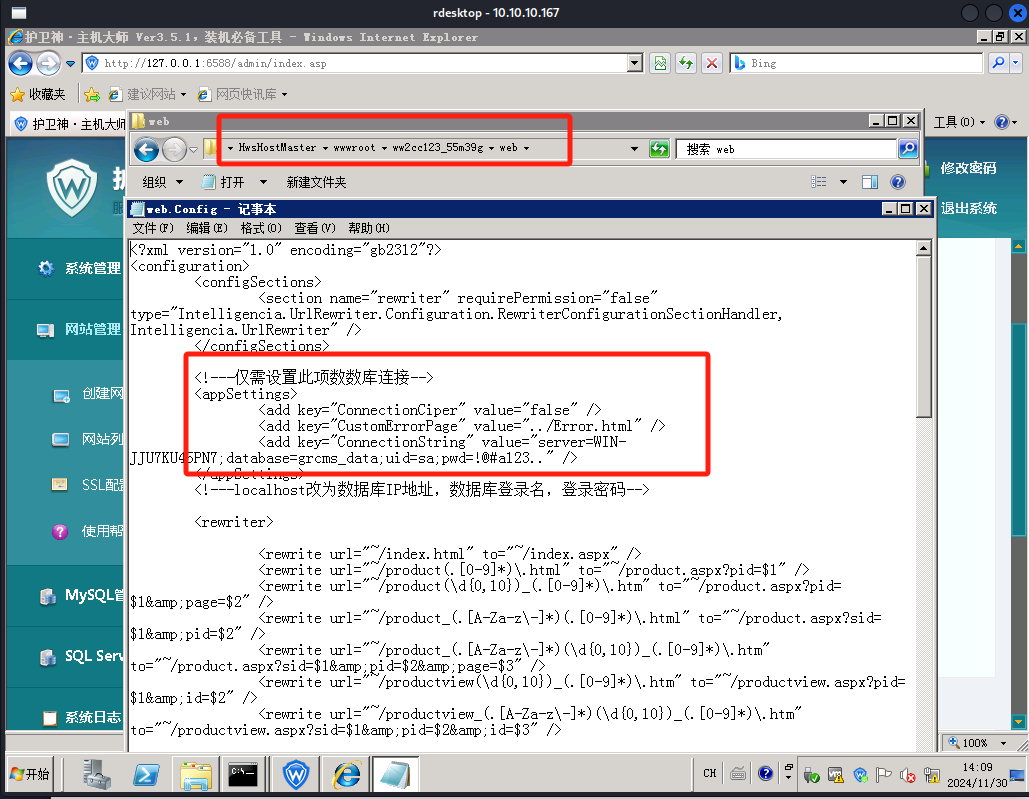 rdesktop - 10.10.10.167
护卫神·主机大师 Ver3.5.1，装机必备工具 - Windows Internet Explorer
http://127.0.0.1:6588/admin/index.asp
Bing
收藏夹
建议网站
网页快讯库
护卫神·主机大师
工具(O)
web
HwsHostMaster
wwwroot
ww2cc123_55m39g
web
搜索 web
组织
打开
新建文件夹
修改密码
退出系统
web.Config - 记事本
文件(F) 编辑(E) 格式(O) 查看(V) 帮助(H)
<?xml version="1.0" encoding="gb2312"?>
<configuration>
<configSections>
<section name="rewriter" requirePermission="false"
type="Intelligencia.UrlRewriter.Configuration.RewriterConfigurationSectionHandler,
Intelligencia.UrlRewriter" />
</configSections>
<!---仅需设置此项数数库连接-->
<appSettings>
<add key="ConnectionCiper" value="false" />
<add key="CustomErrorPage" value="../Error.html" />
<add key="ConnectionString" value="server=WIN-
JJU7KU45PN7;database=grcms_data;uid=sa;pwd=!@#a123.." />
</appSettings>
<!---localhost改为数据库IP地址，数据库登录名，登录密码-->
<rewriter>
<rewrite url="~/index.html" to="~/index.aspx" />
<rewrite url="~/product(.[0-9]*)\.html" to="~/product.aspx?pid=$1" />
<rewrite url="~/product(\d{0,10})_(.[0-9]*)\.htm" to="~/product.aspx?pid=
$1&amp;page=$2" />
<rewrite url="~/product_(.[A-Za-z\-]*)(.[0-9]*)\.html" to="~/product.aspx?sid=
$1&amp;pid=$2" />
<rewrite url="~/product_(.[A-Za-z\-]*)(\d{0,10})_(.[0-9]*)\.htm"
to="~/product.aspx?sid=$1&amp;pid=$2&amp;page=$3" />
<rewrite url="~/productview(\d{0,10})_(.[0-9]*)\.htm" to="~/productview.aspx?pid=
$1&amp;id=$2" />
<rewrite url="~/productview_(.[A-Za-z\-]*)(\d{0,10})_(.[0-9]*)\.htm"
to="~/productview.aspx?sid=$1&amp;pid=$2&amp;id=$3" />
系统管理
网站管理
创建网
网站列
SSL配
使用帮
MySQL管
SQL Serv
系统日志
100%
开始
CH
14:09
2024/11/30